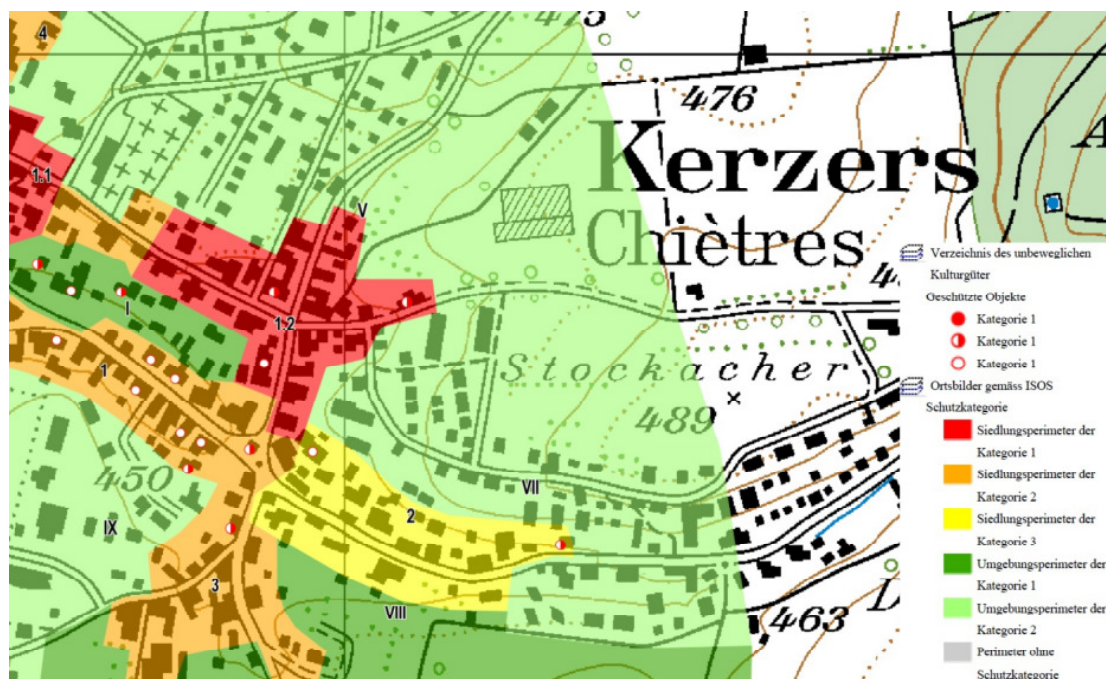 4
475
476
1.1
Kerzers
Chiètres
V
A
I
1.2
1
Stockacher
489
450
VII
2
IX
3
VIII
463
Verzeichnis des unbeweglichen
Kulturgüter
Geschützte Objekte
Kategorie 1
Kategorie 1
Kategorie 1
Ortsbilder gemäss ISOS
Schutzkategorie
Siedlungsperimeter der
Kategorie 1
Siedlungsperimeter der
Kategorie 2
Siedlungsperimeter der
Kategorie 3
Umgebungsperimeter der
Kategorie 1
Umgebungsperimeter der
Kategorie 2
Perimeter ohne
Schutzkategorie